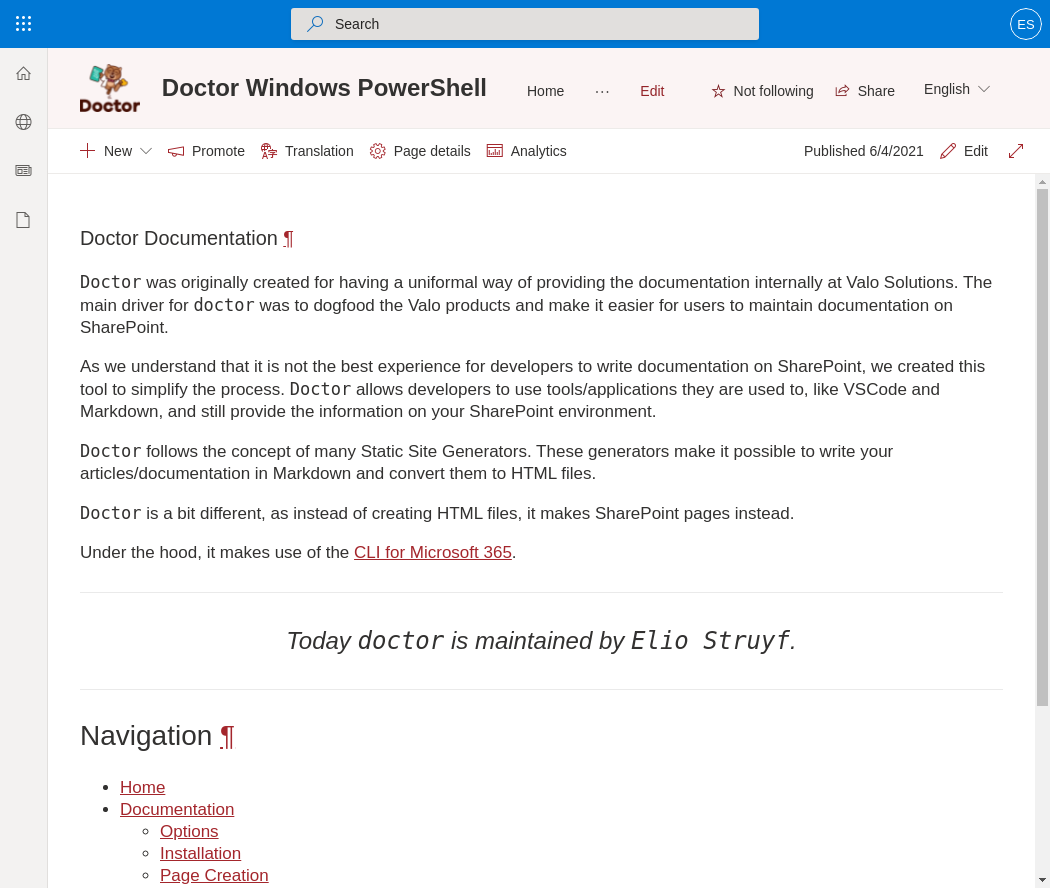 Search
ES
Doctor
Doctor Windows PowerShell
Home ··· Edit
Not following Share English
New Promote Translation Page details Analytics
Published 6/4/2021 Edit
Doctor Documentation ¶
Doctor was originally created for having a uniformal way of providing the documentation internally at Valo Solutions. The
main driver for doctor was to dogfood the Valo products and make it easier for users to maintain documentation on
SharePoint.
As we understand that it is not the best experience for developers to write documentation on SharePoint, we created this
tool to simplify the process. Doctor allows developers to use tools/applications they are used to, like VSCode and
Markdown, and still provide the information on your SharePoint environment.
Doctor follows the concept of many Static Site Generators. These generators make it possible to write your
articles/documentation in Markdown and convert them to HTML files.
Doctor is a bit different, as instead of creating HTML files, it makes SharePoint pages instead.
Under the hood, it makes use of the CLI for Microsoft 365.
Today doctor is maintained by Elio Struyf.
Navigation ¶
Home
Documentation
Options
Installation
Page Creation